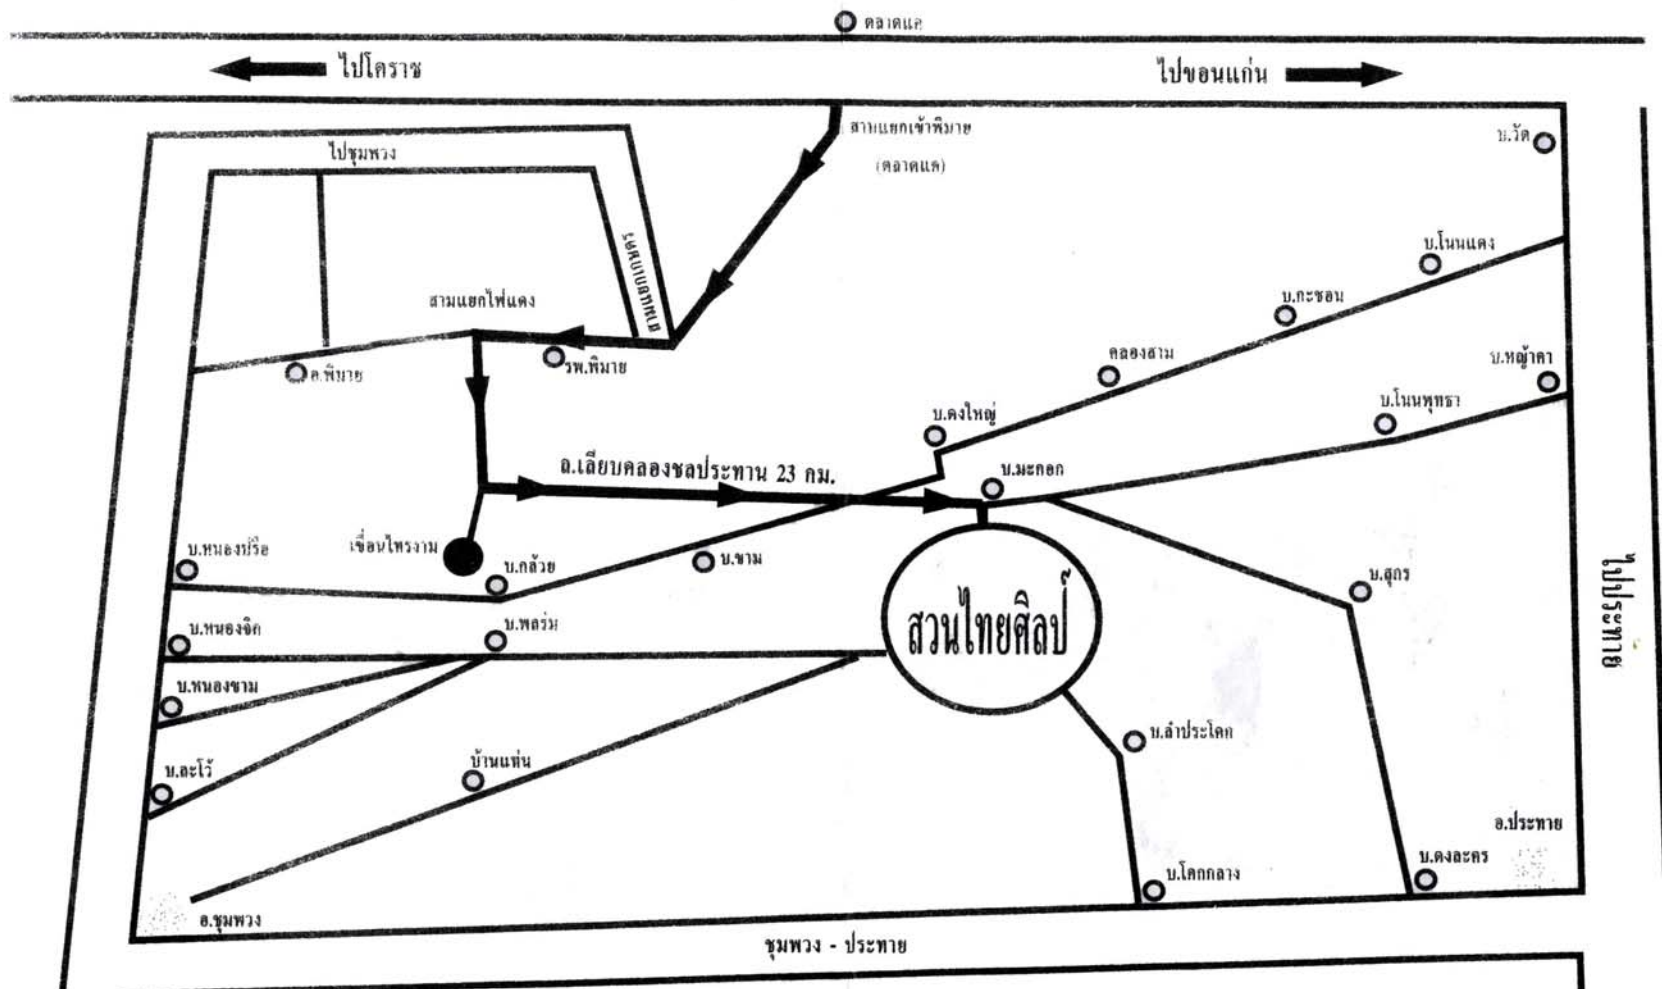 ตลาดแค
ไปโคราช
ไปขอนแก่น
สามแยกเข้าพิมาย
(ตลาดแค)
บ.วัด
ไปชุมพวง
บ.โนนแดง
สามแยกไฟแดง
บ.กะชอน
คลองสาม
บ.หญ้าคา
รพ.พิมาย
อ.พิมาย
บ.ดงใหญ่
บ.โนนพุทธา
ถ.เลียบคลองชลประทาน 23 กม.
บ.มะกอก
เขื่อนไทรงาม
บ.หนองปรือ
บ.กล้วย
บ.ขาม
บ.สุกร
ไปประทาย
สวนไทยศิลป์
บ.หนองจิก
บ.พลร่ม
บ.หนองขาม
บ.ลำประโคก
บ.ละโว้
บ้านแท่น
อ.ประทาย
บ.ดงละคร
บ.โคกกลาง
อ.ชุมพวง
ชุมพวง - ประทาย